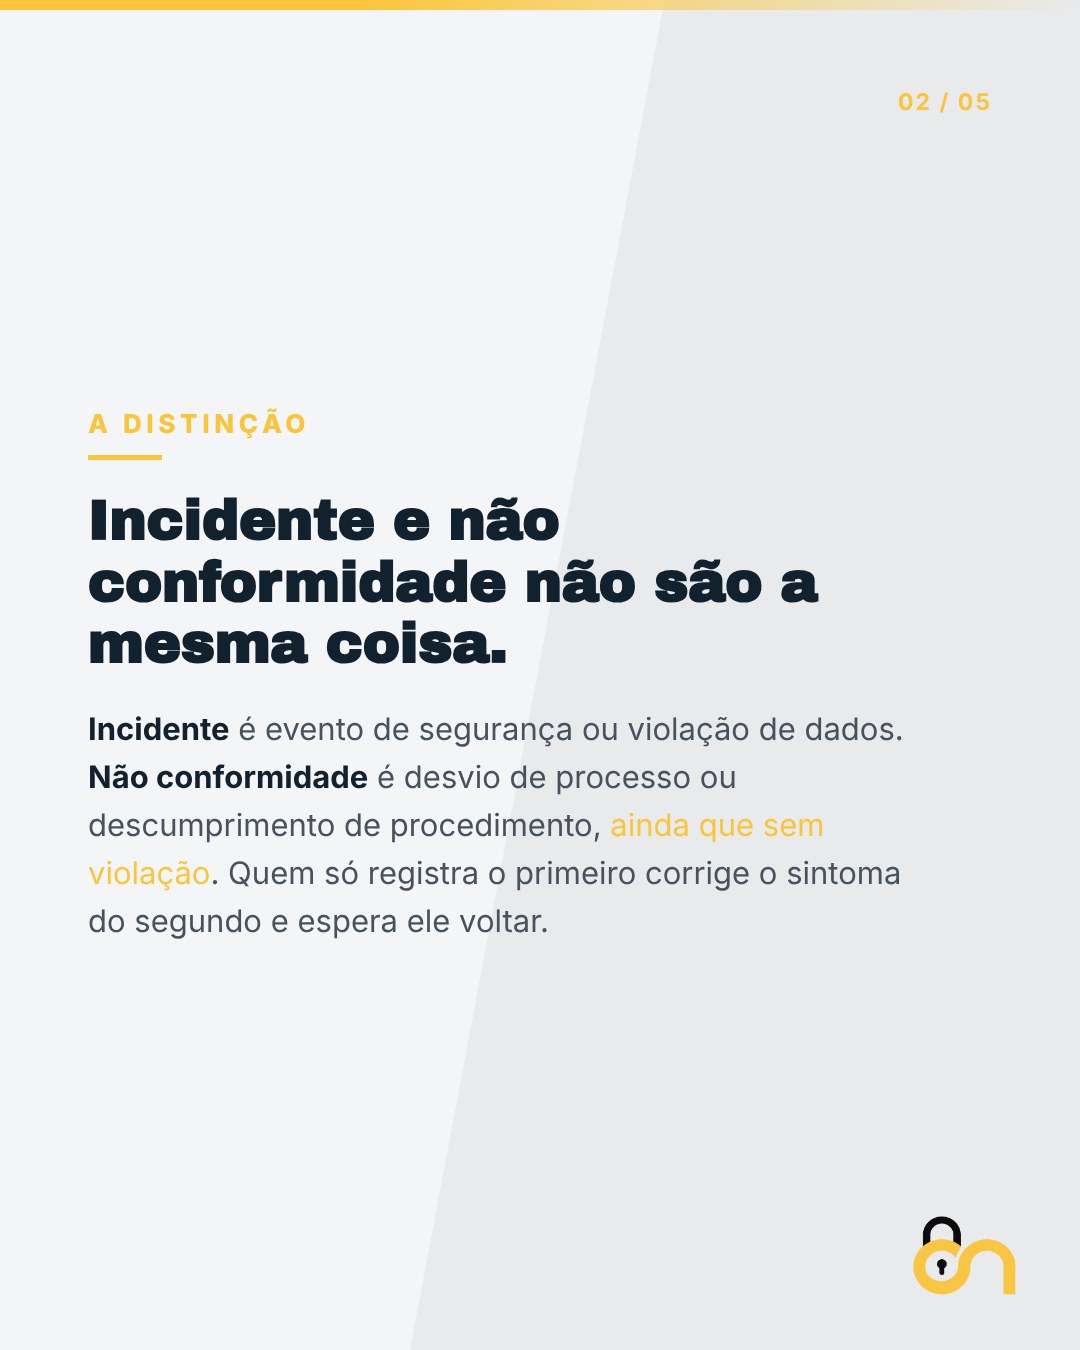 02 / 05
A DISTINÇÃO
Incidente e não
conformidade não são a
mesma coisa.
Incidente é evento de segurança ou violação de dados.
Não conformidade é desvio de processo ou
descumprimento de procedimento, ainda que sem
violação. Quem só registra o primeiro corrige o sintoma
do segundo e espera ele voltar.
on